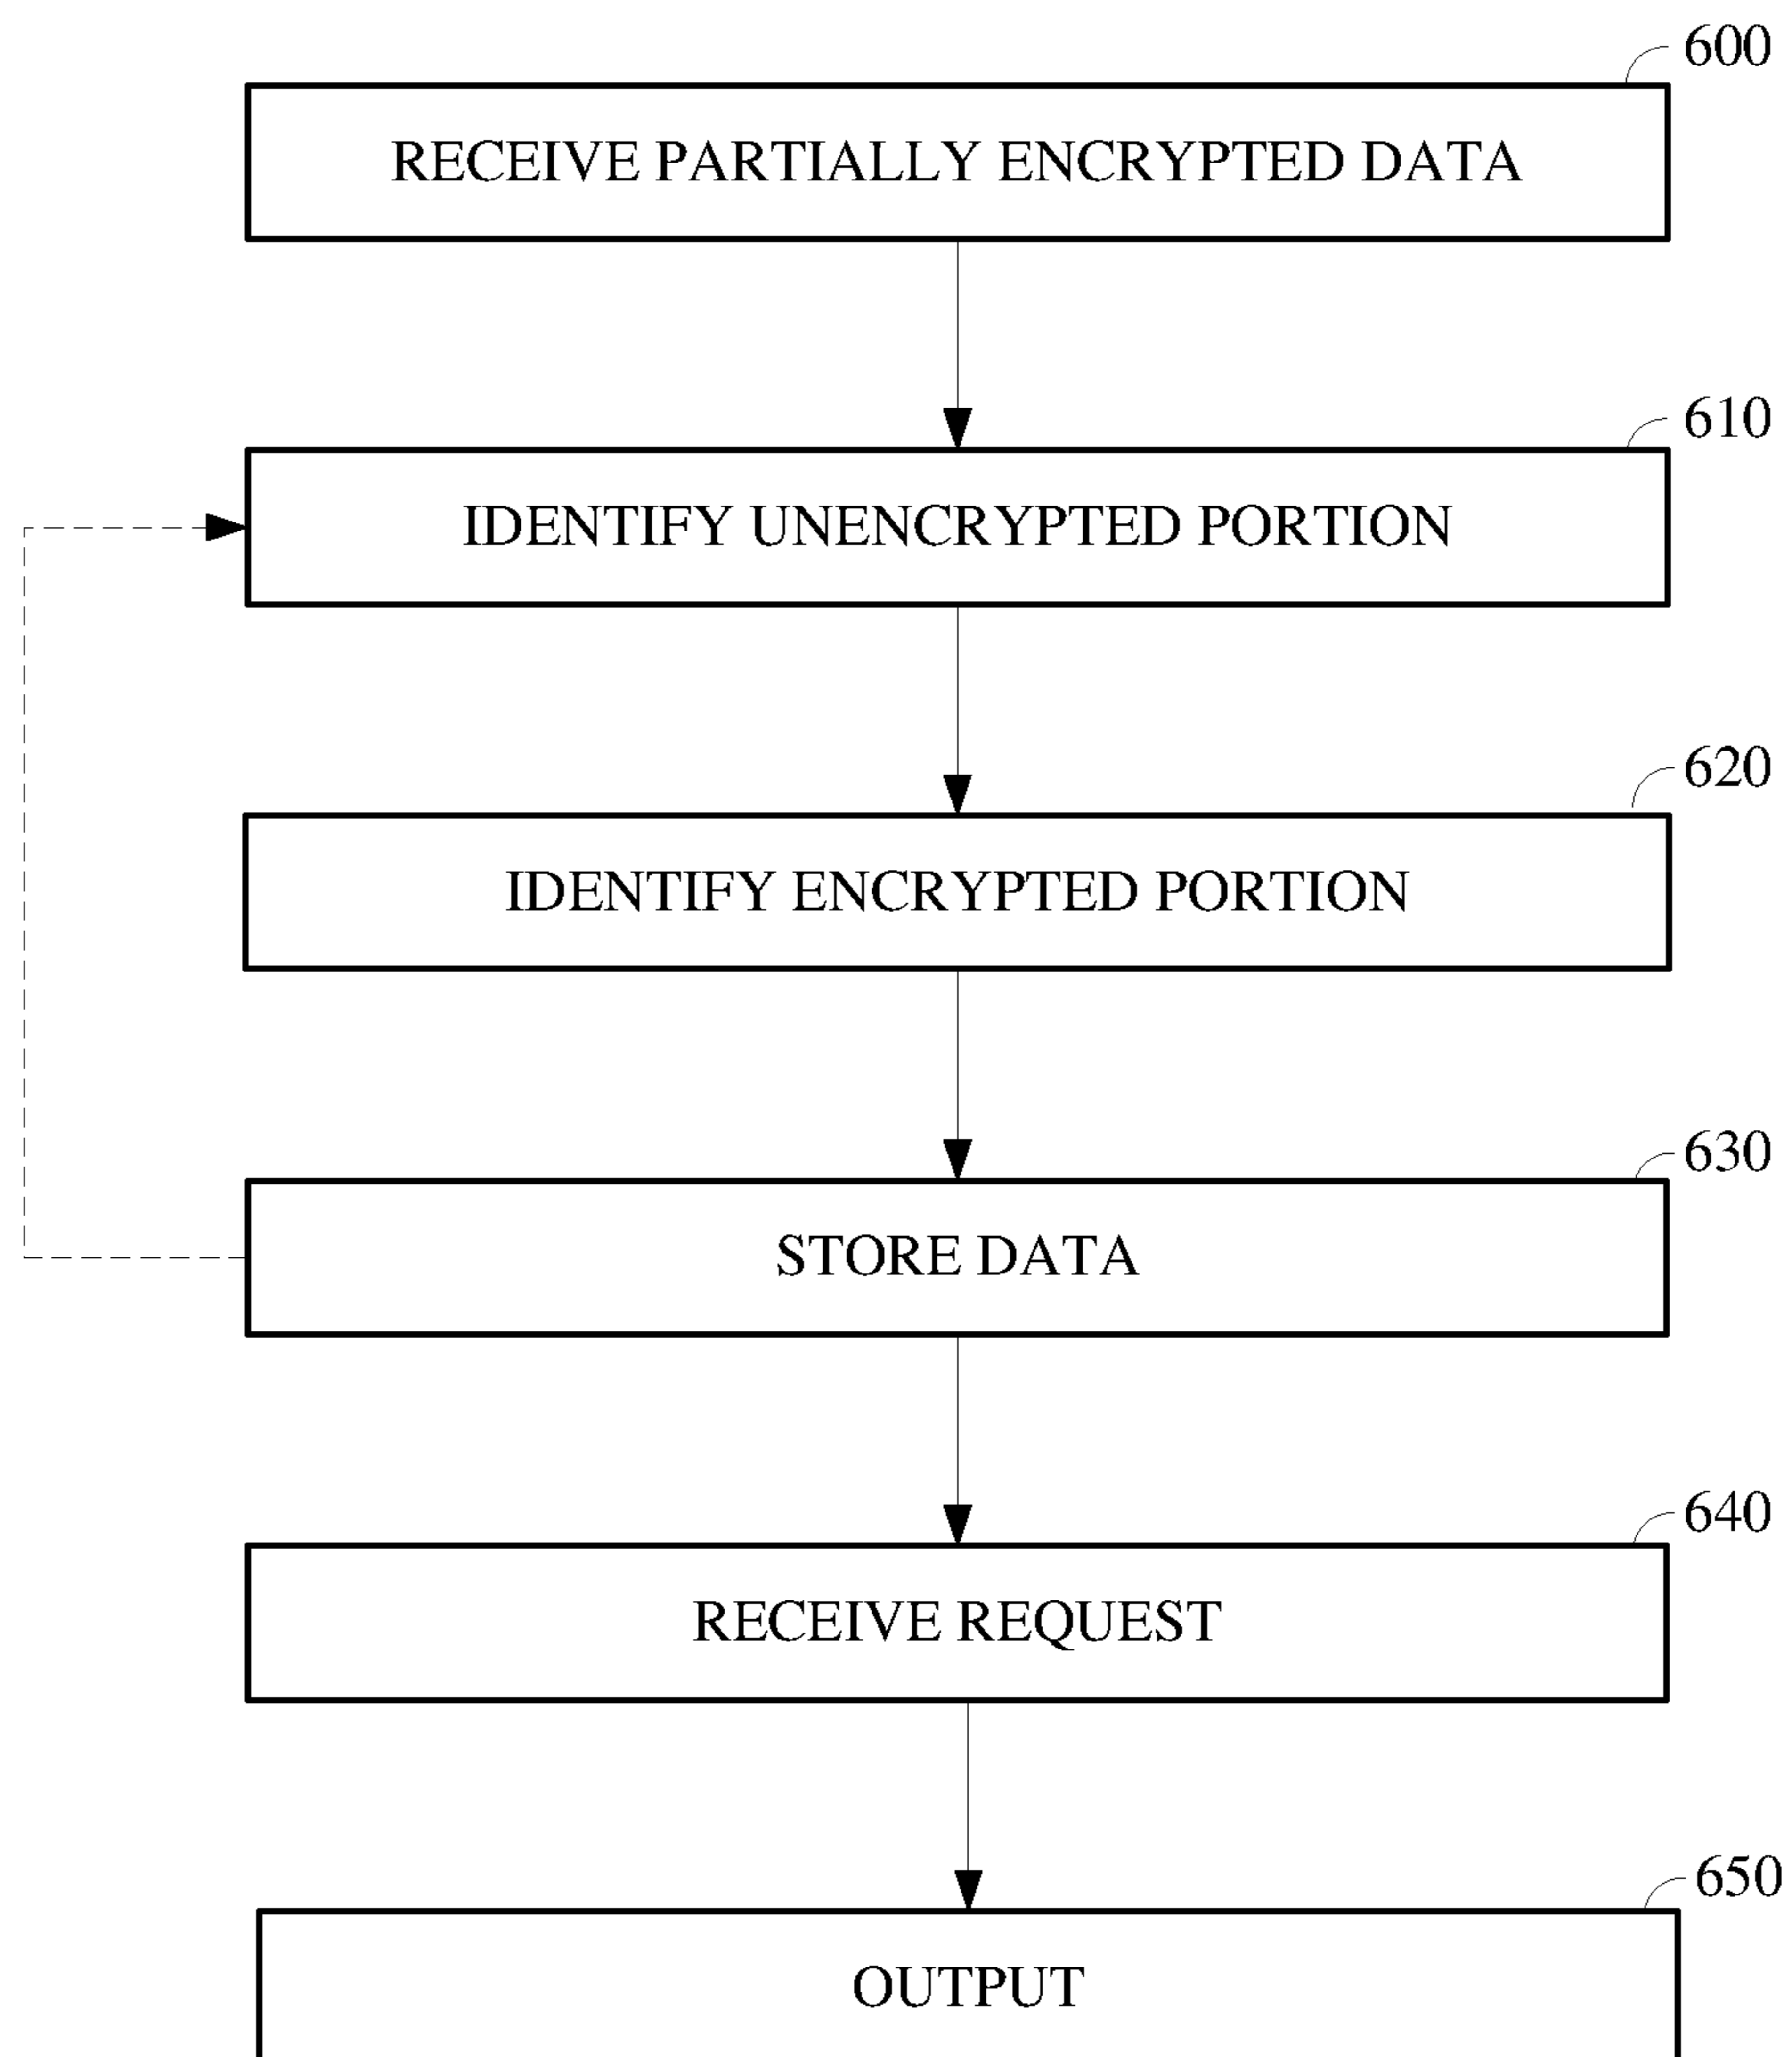 600
RECEIVE PARTIALLY ENCRYPTED DATA
610
IDENTIFY UNENCRYPTED PORTION
620
IDENTIFY ENCRYPTED PORTION
630
STORE DATA
640
RECEIVE REQUEST
650
OUTPUT